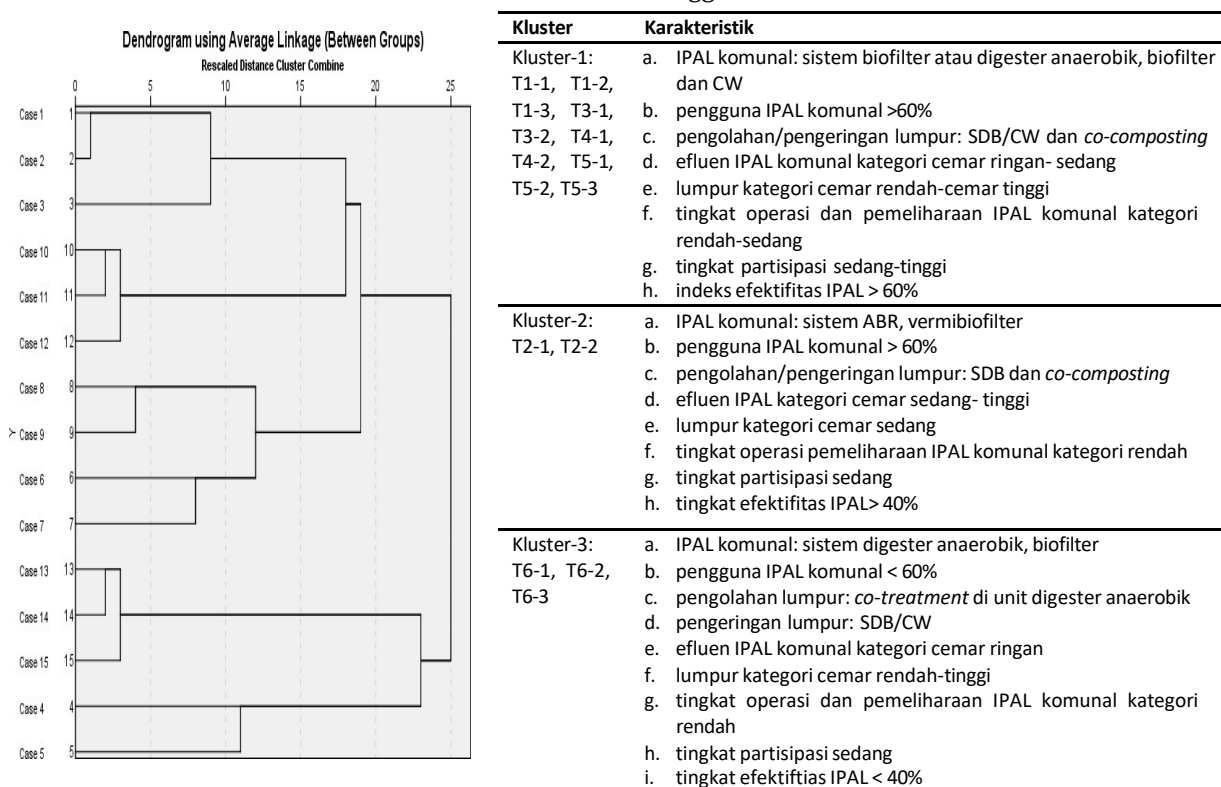 Dendrogram using Average Linkage (Between Groups)
Rescaled Distance Cluster Combine
0 5 10 15 20 25
Case 1 1
Case 2 2
Case 3 3
Case 10 10
Case 11 11
Case 12 12
Case 8 8
Y
Case 9 9
Case 6 6
Case 7 7
Case 13 13
Case 14 14
Case 15 15
Case 4 4
Case 5 5
Kluster Karakteristik
Kluster-1:
T1-1, T1-2,
T1-3, T3-1,
T3-2, T4-1,
T4-2, T5-1,
T5-2, T5-3
a. IPAL komunal: sistem biofilter atau digester anaerobik, biofilter
dan CW
b. pengguna IPAL komunal >60%
c. pengolahan/pengeringan lumpur: SDB/CW dan co-composting
d. efluen IPAL komunal kategori cemar ringan- sedang
e. lumpur kategori cemar rendah-cemar tinggi
f. tingkat operasi dan pemeliharaan IPAL komunal kategori
rendah-sedang
g. tingkat partisipasi sedang-tinggi
h. indeks efektifitas IPAL > 60%
Kluster-2:
T2-1, T2-2
a. IPAL komunal: sistem ABR, vermibiofilter
b. pengguna IPAL komunal > 60%
c. pengolahan/pengeringan lumpur: SDB dan co-composting
d. efluen IPAL kategori cemar sedang- tinggi
e. lumpur kategori cemar sedang
f. tingkat operasi pemeliharaan IPAL komunal kategori rendah
g. tingkat partisipasi sedang
h. tingkat efektifitas IPAL> 40%
Kluster-3:
T6-1, T6-2,
T6-3
a. IPAL komunal: sistem digester anaerobik, biofilter
b. pengguna IPAL komunal < 60%
c. pengolahan lumpur: co-treatment di unit digester anaerobik
d. pengeringan lumpur: SDB/CW
e. efluen IPAL komunal kategori cemar ringan
f. lumpur kategori cemar rendah-tinggi
g. tingkat operasi dan pemeliharaan IPAL komunal kategori
rendah
h. tingkat partisipasi sedang
i. tingkat efektiftias IPAL < 40%